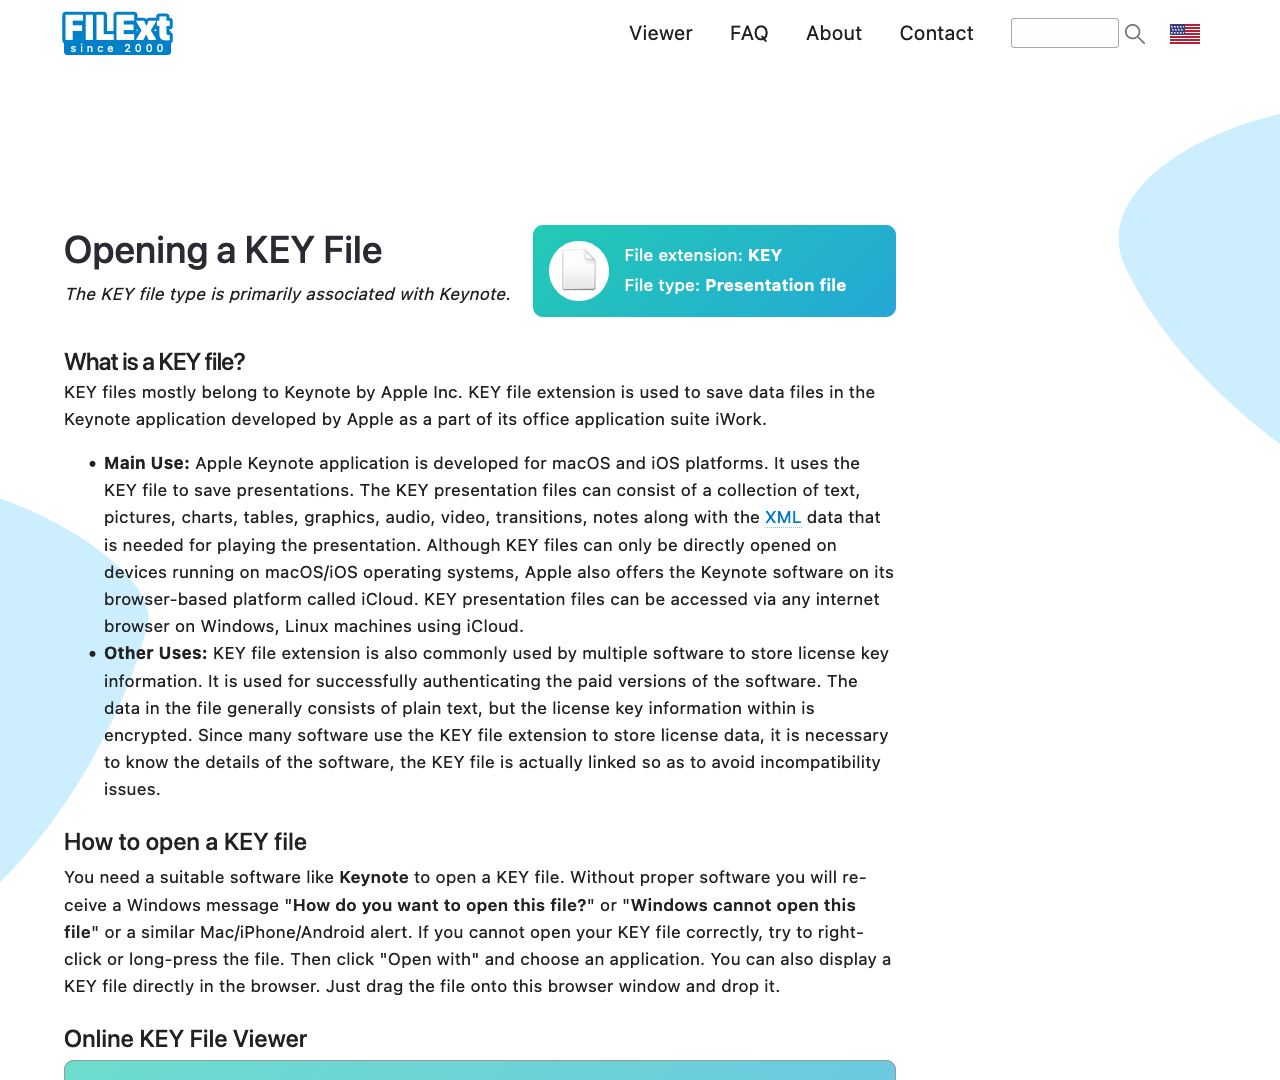 FILExt
since 2000
Viewer FAQ About Contact
Opening a KEY File
The KEY file type is primarily associated with Keynote.
File extension: KEY
File type: Presentation file
What is a KEY file?
KEY files mostly belong to Keynote by Apple Inc. KEY file extension is used to save data files in the
Keynote application developed by Apple as a part of its office application suite iWork.
• Main Use: Apple Keynote application is developed for macOS and iOS platforms. It uses the
KEY file to save presentations. The KEY presentation files can consist of a collection of text,
pictures, charts, tables, graphics, audio, video, transitions, notes along with the XML data that
is needed for playing the presentation. Although KEY files can only be directly opened on
devices running on macOS/iOS operating systems, Apple also offers the Keynote software on its
browser-based platform called iCloud. KEY presentation files can be accessed via any internet
browser on Windows, Linux machines using iCloud.
• Other Uses: KEY file extension is also commonly used by multiple software to store license key
information. It is used for successfully authenticating the paid versions of the software. The
data in the file generally consists of plain text, but the license key information within is
encrypted. Since many software use the KEY file extension to store license data, it is necessary
to know the details of the software, the KEY file is actually linked so as to avoid incompatibility
issues.
How to open a KEY file
You need a suitable software like Keynote to open a KEY file. Without proper software you will re-
ceive a Windows message "How do you want to open this file?" or "Windows cannot open this
file" or a similar Mac/iPhone/Android alert. If you cannot open your KEY file correctly, try to right-
click or long-press the file. Then click "Open with" and choose an application. You can also display a
KEY file directly in the browser. Just drag the file onto this browser window and drop it.
Online KEY File Viewer